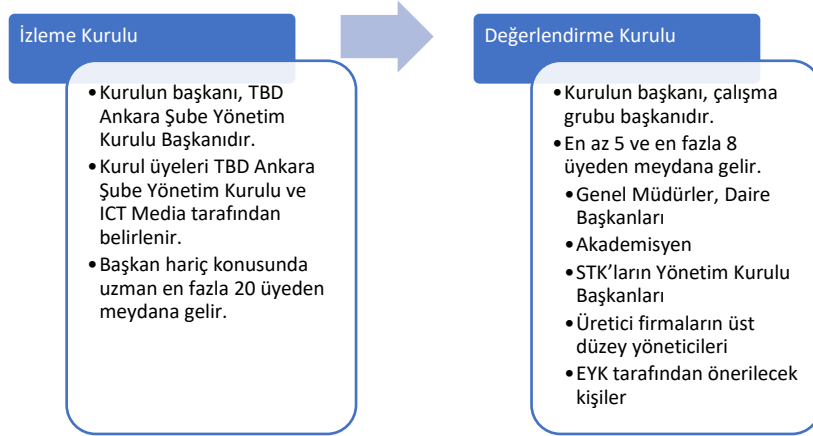 İzleme Kurulu
•Kurulun başkanı, TBD
Ankara Şube Yönetim
Kurulu Başkanıdır.
•Kurul üyeleri TBD Ankara
Şube Yönetim Kurulu ve
ICT Media tarafından
belirlenir.
•Başkan hariç konusunda
uzman en fazla 20 üyeden
meydana gelir.
Değerlendirme Kurulu
•Kurulun başkanı, çalışma
grubu başkanıdır.
•En az 5 ve en fazla 8
üyeden meydana gelir.
•Genel Müdürler, Daire
Başkanları
•Akademisyen
•STK’ların Yönetim Kurulu
Başkanları
•Üretici firmaların üst
düzey yöneticileri
•EYK tarafından önerilecek
kişiler